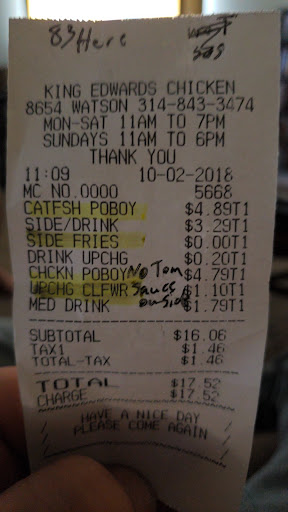 83 Here
KING EDWARDS CHICKEN
8654 WATSON 314-843-3474
MON-SAT 11AM TO 7PM
SUNDAYS 11AM TO 6PM
THANK YOU
11:09 10-02-2018
MC NO.0000 5668
CATFSH POBOY $4.89T1
SIDE/DRINK $3.29T1
SIDE FRIES $0.00T1
DRINK UPCHG $0.20T1
CHCKN POBOY No Tom $4.79T1
UPCHG CLFWR Sauce $1.10T1
MED DRINK outside $1.79T1
SUBTOTAL $16.06
TAX1 $1.46
TOTAL-TAX $1.46
TOTAL $17.52
CHARGE $17.52
HAVE A NICE DAY
PLEASE COME AGAIN